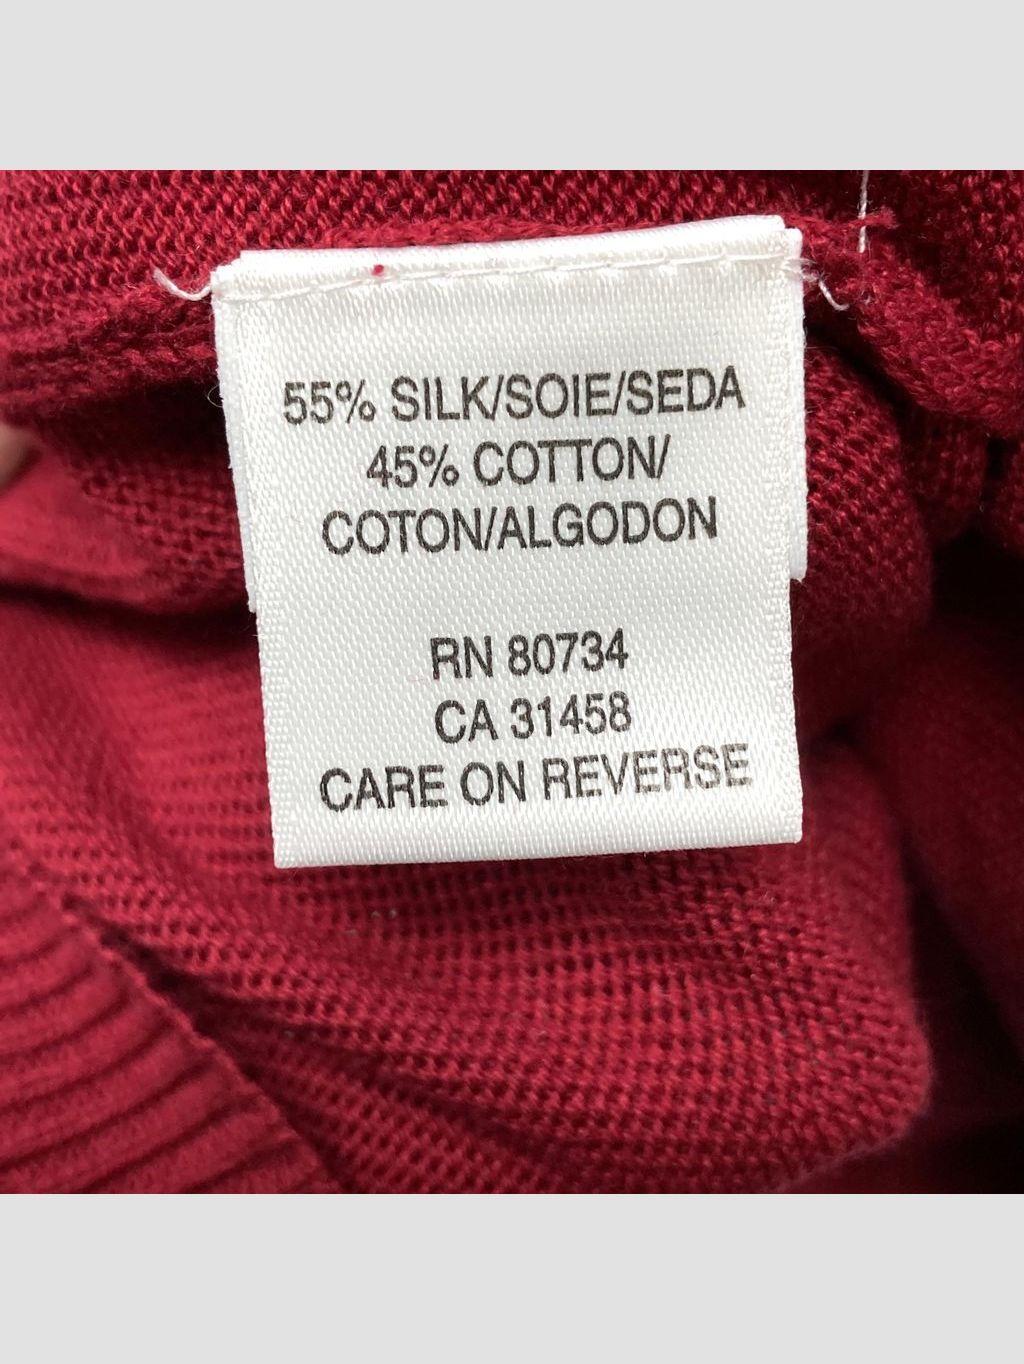 55% SILK/SOIE/SEDA
45% COTTON/
COTON/ALGODON
RN 80734
CA 31458
CARE ON REVERSE